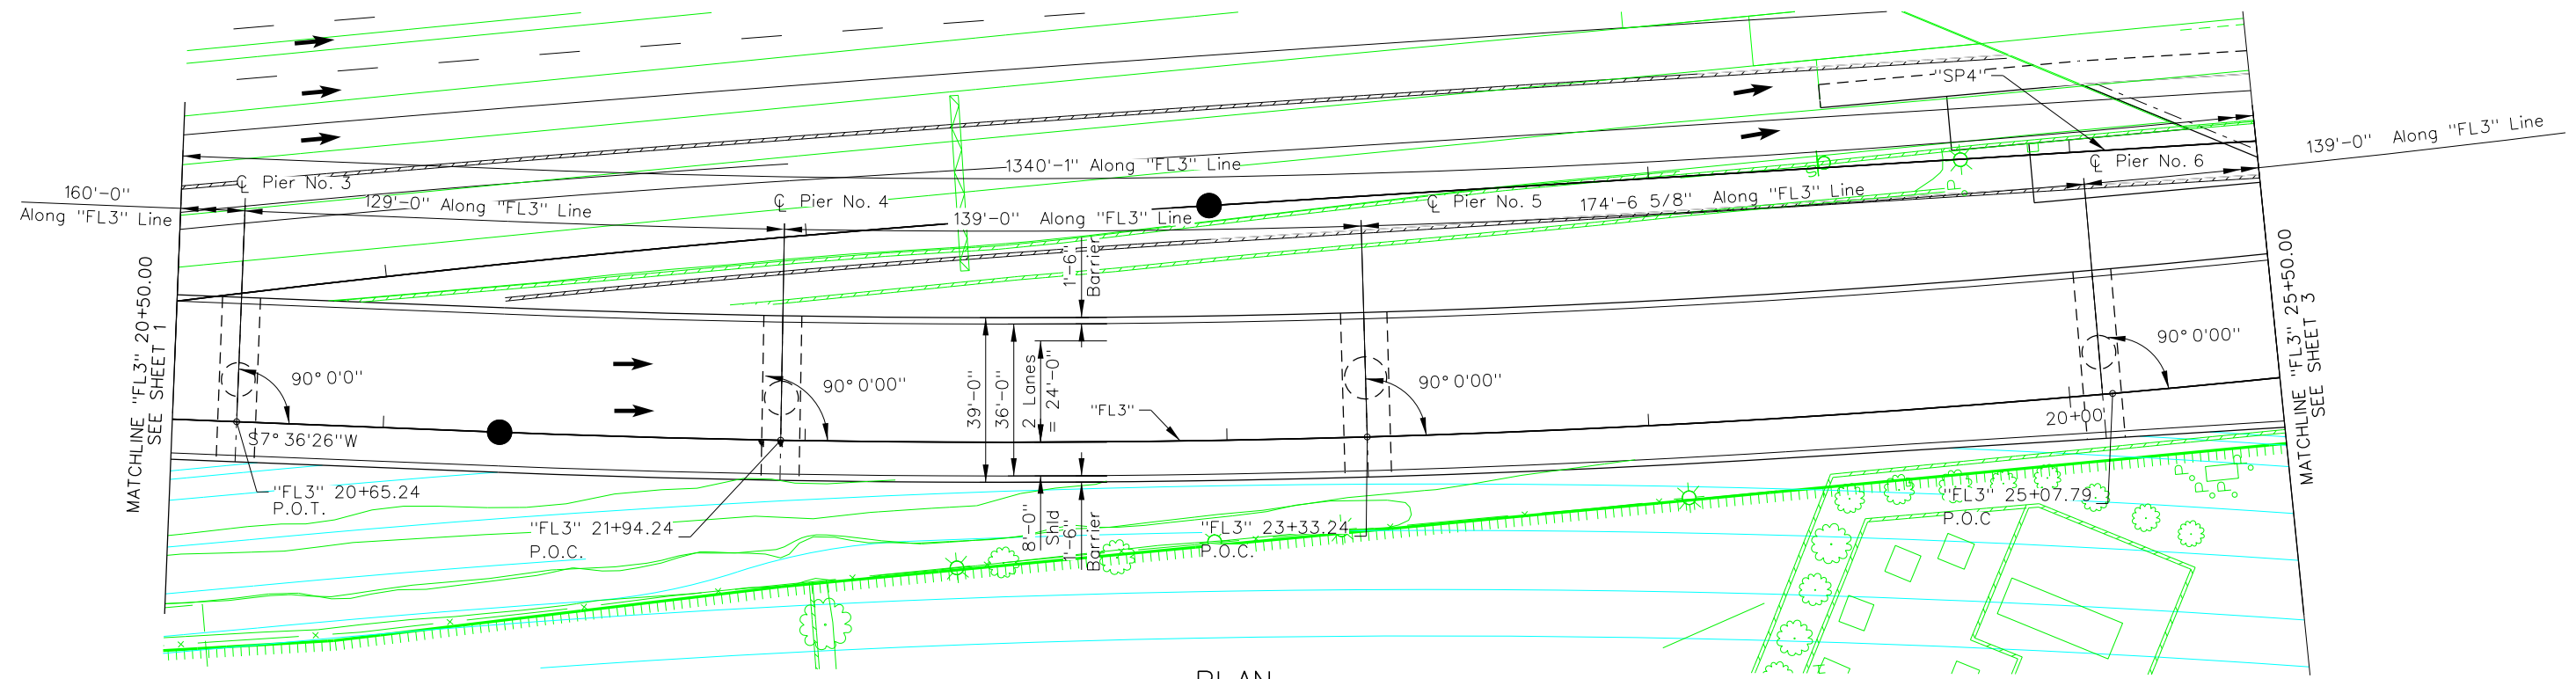 "SP4"
1340'-1" Along "FL3" Line
139'-0" Along "FL3" Line
160'-0"
Along "FL3" Line
℄ Pier No. 3
129'-0" Along "FL3" Line
℄ Pier No. 4
139'-0" Along "FL3" Line
℄ Pier No. 5
174'-6 5/8" Along "FL3" Line
℄ Pier No. 6
MATCHLINE "FL3" 20+50.00
SEE SHEET 1
1'-6"
Barrier
90° 0'0"
90° 0'00"
39'-0"
36'-0"
2 Lanes
= 24'-0"
"FL3"
90° 0'00"
90° 0'00"
20+00
MATCHLINE "FL3" 25+50.00
SEE SHEET 3
S7° 36'26"W
"FL3" 20+65.24
P.O.T.
"FL3" 21+94.24
P.O.C.
8'-0"
Shld
1'-6"
Barrier
"FL3" 23+33.24
P.O.C.
"FL3" 25+07.79
P.O.C
PLAN